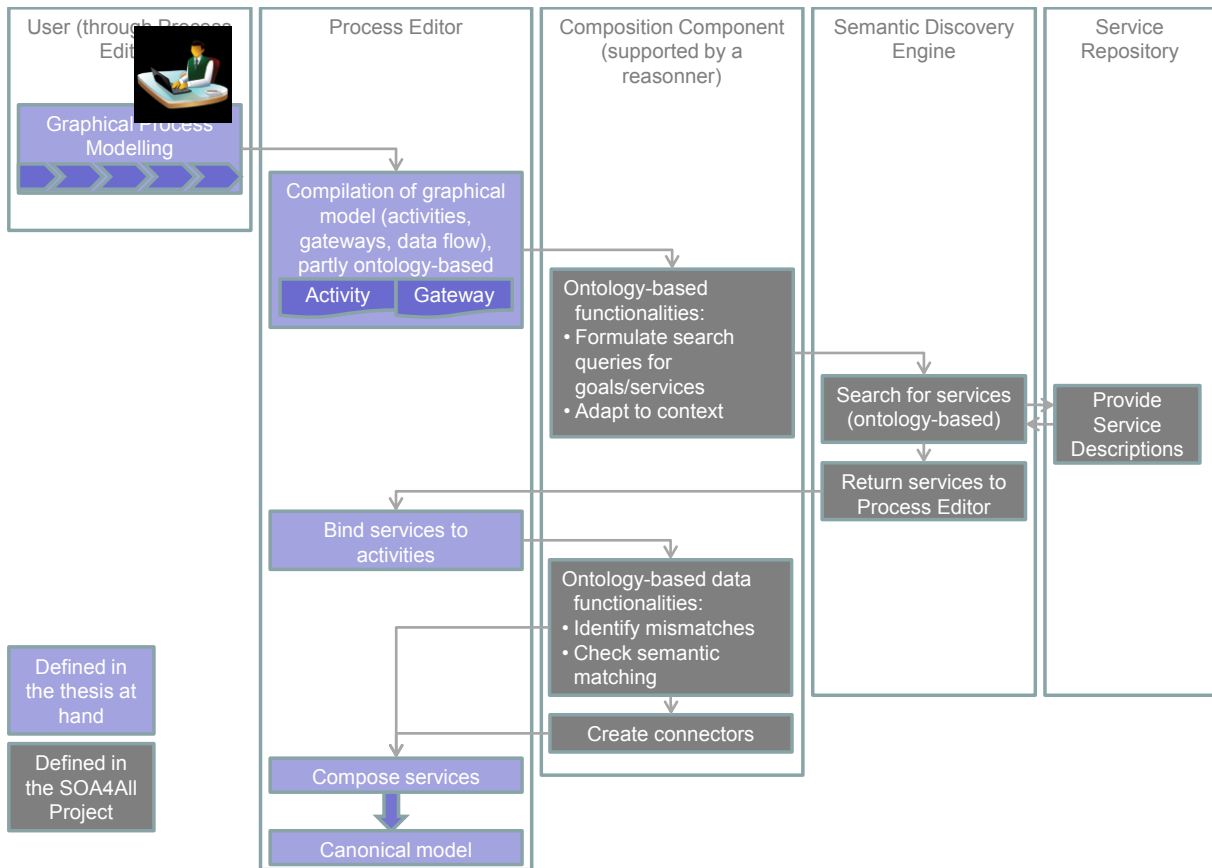 User (through Process
Edit
Graphical Process
Modelling
Process Editor
Compilation of graphical
model (activities,
gateways, data flow),
partly ontology-based
Activity
Gateway
Composition Component
(supported by a
reasonner)
Ontology-based
functionalities:
• Formulate search
queries for
goals/services
• Adapt to context
Semantic Discovery
Engine
Search for services
(ontology-based)
Service
Repository
Provide
Service
Descriptions
Return services to
Process Editor
Bind services to
activities
Ontology-based data
functionalities:
• Identify mismatches
• Check semantic
matching
Create connectors
Compose services
Canonical model
Defined in
the thesis at
hand
Defined in
the SOA4All
Project